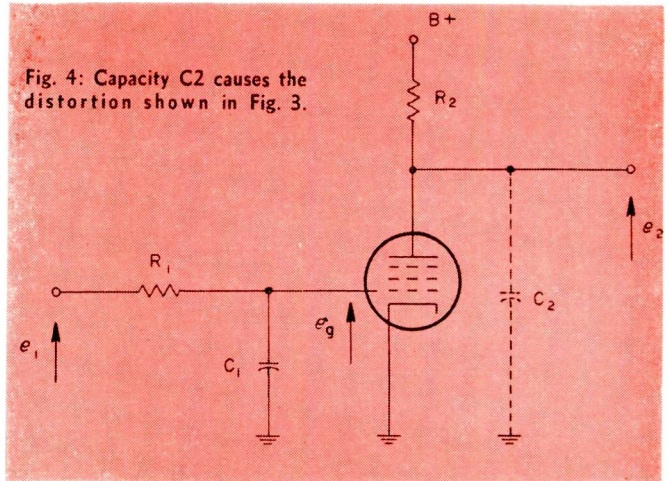 B+
Fig. 4: Capacity C2 causes the
distortion shown in Fig. 3.
R2
e2
R1
eg
C2
e1
C1